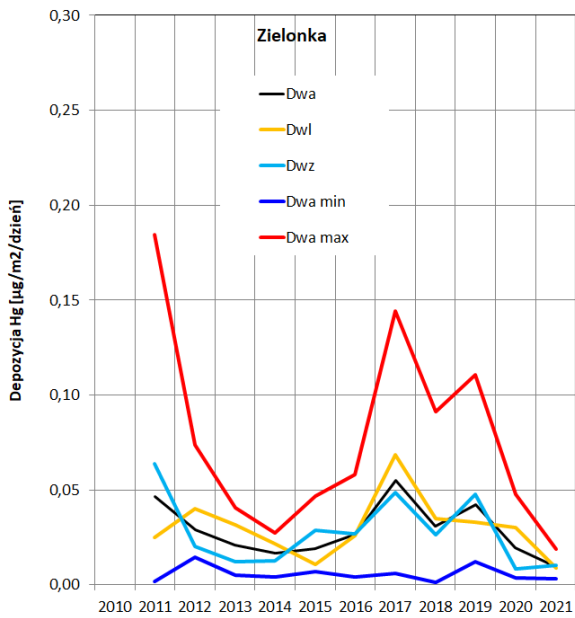 Zielonka
Dwa
Dwl
Dwz
Dwa min
Dwa max
Depozycja Hg [µg/m2/dzień]
0,30
0,25
0,20
0,15
0,10
0,05
0,00
2010 2011 2012 2013 2014 2015 2016 2017 2018 2019 2020 2021